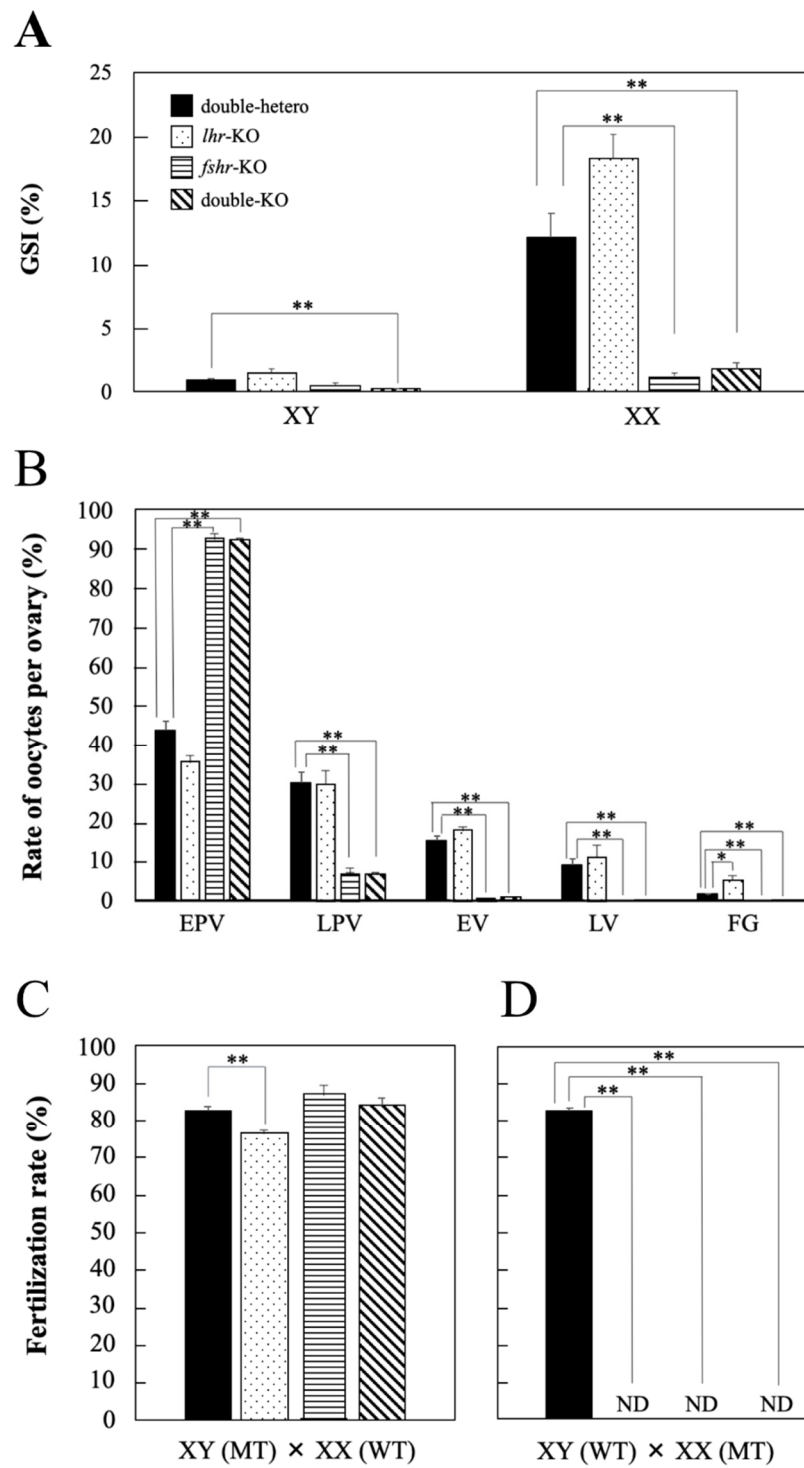 A
GSI (%)
25
20
15
10
5
0
double-hetero
lhr-KO
fshr-KO
double-KO
**
**
**
XY
XX
B
Rate of oocytes per ovary (%)
100
90
80
70
60
50
40
30
20
10
0
**
**
**
**
**
**
**
**
**
**
*
EPV
LPV
EV
LV
FG
C
Fertilization rate (%)
100
90
80
70
60
50
40
30
20
10
0
**
XY (MT) × XX (WT)
D
**
**
**
ND
ND
ND
XY (WT) × XX (MT)